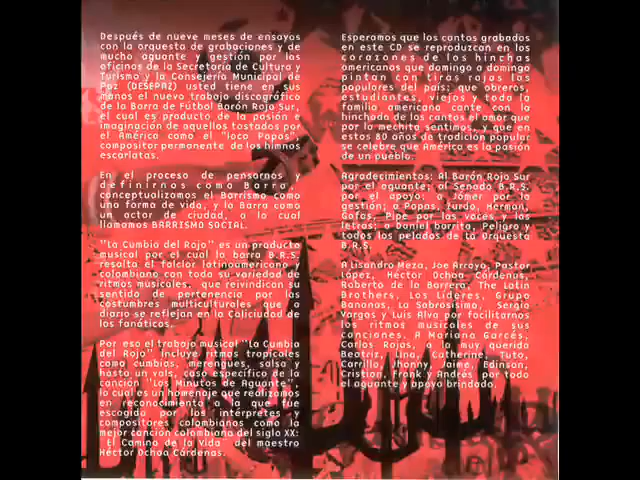 Después de nueve meses de ensayos
con la orquesta de grabaciones y de
mucho aguante y gestión por las
oficinas de la Secretaría de Cultura y
Turismo y la Consejería Municipal de
Paz (DESEPAZ) usted tiene en sus
manos el nuevo trabajo discográfico
de la Barra de Fútbol Barón Rojo Sur,
el cual es producto de la pasión e
imaginación de aquellos tostados por
el América como el "loco Papas",
compositor permanente de los himnos
escarlatas.
En el proceso de pensarnos y
definirnos como Barra,
conceptualizamos el Barrismo como
una forma de vida, y la Barra como
un actor de ciudad, a lo cual
llamamos BARRISMO SOCIAL.
"La Cumbia del Rojo" es un producto
musical por el cual la barra B.R.S.
resalta el folclor latinoamericano y
colombiano con toda su variedad de
ritmos musicales, que reivindican su
sentido de pertenencia por las
costumbres multiculturales que a
diario se reflejan en la Caliciudad de
los fanáticos.
Por eso el trabajo musical "La Cumbia
del Rojo" incluye ritmos tropicales
como cumbias, merengues, salsa y
hasta un vals, caso específico de la
canción "Los Minutos de Aguante",
lo cual es un homenaje que realizamos
en reconocimiento a la que fue
escogida por los intérpretes y
compositores colombianos como la
mejor canción colombiana del siglo XX:
El Camino de la Vida del maestro
Héctor Ochoa Cárdenas.
Esperamos que los cantos grabados
en este CD se reproduzcan en los
corazones de los hinchas
americanos que domingo a domingo
pintan con tiras rojas las
populares del país; que obreros,
estudiantes, viejos y toda la
familia americana cante con la
hinchada de los cantos el amor que
por la mechita sentimos, y que en
estos 80 años de tradición popular
se celebre que América es la pasión
de un pueblo.
Agradecimientos: Al Barón Rojo Sur
por el aguante; al Senado B.R.S.
por el apoyo; a Jómer por la
gestión; a Papas, Zurdo, Herman,
Gafas, Pipe por las voces y las
letras; a Daniel barrita, Peligro y
todos los pelados de la Orquesta
B.R.S.
A Lisandro Meza, Joe Arroyo, Pastor
López, Héctor Ochoa Cárdenas,
Roberto de la Barrera, The Latin
Brothers, Los Líderes, Grupo
Bananas, La Sobrosísima, Sergio
Vargas y Luis Alva por facilitarnos
los ritmos musicales de sus
canciones. A Mariana Garcés,
Carlos Rojas, a la muy querida
Beatriz, Lina, Catherine, Tuto,
Carrillo, Jhonny, Jaime, Edinson,
Cristian, Frank y Andrés por todo
el aguante y apoyo brindado.